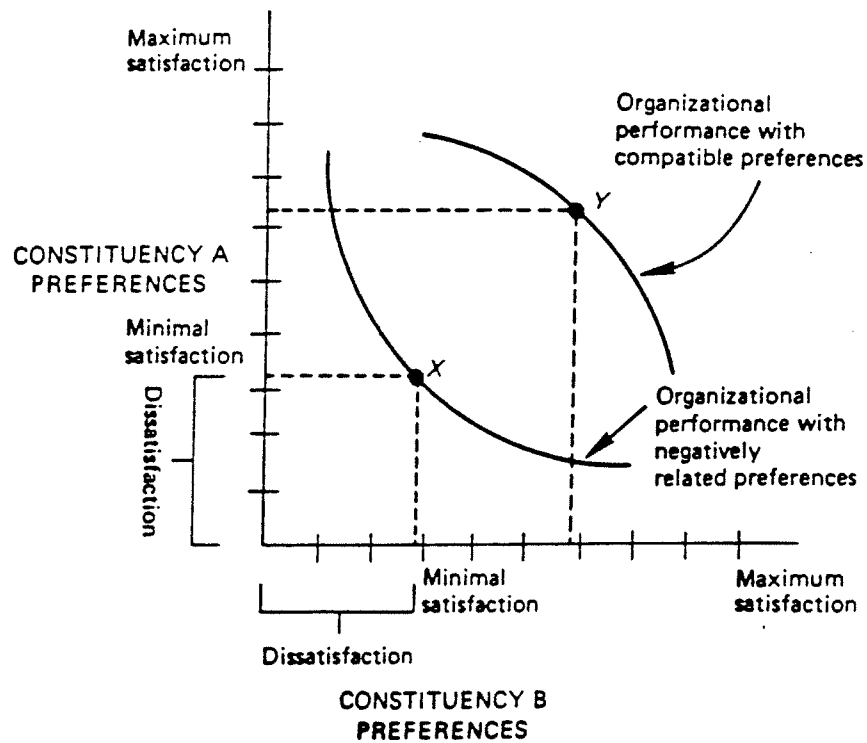 Maximum
satisfaction
Organizational
performance with
compatible preferences
Y
CONSTITUENCY A
PREFERENCES
Minimal
satisfaction
X
Dissatisfaction
Organizational
performance with
negatively
related preferences
Minimal
satisfaction
Maximum
satisfaction
Dissatisfaction
CONSTITUENCY B
PREFERENCES